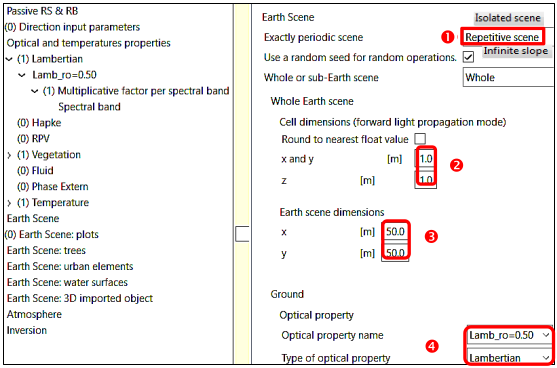 Passive RS & RB
(0) Direction input parameters
Optical and temperatures properties
(1) Lambertian
Lamb_ro=0.50
(1) Multiplicative factor per spectral band
Spectral band
(0) Hapke
(0) RPV
(1) Vegetation
(0) Fluid
(0) Phase Extern
(1) Temperature
Earth Scene
(0) Earth Scene: plots
Earth Scene: trees
Earth Scene: urban elements
Earth Scene: water surfaces
Earth Scene: 3D imported object
Atmosphere
Inversion
Earth Scene
Isolated scene
Exactly periodic scene 1 Repetitive scene
Use a random seed for random operations. Infinite slope
Whole or sub-Earth scene Whole
Whole Earth scene
Cell dimensions (forward light propagation mode)
Round to nearest float value
x and y [m] 1.0 2
z [m] 1.0
Earth scene dimensions
x [m] 50.0 3
y [m] 50.0
Ground
Optical property
Optical property name Lamb_ro=0.50
4
Type of optical property Lambertian